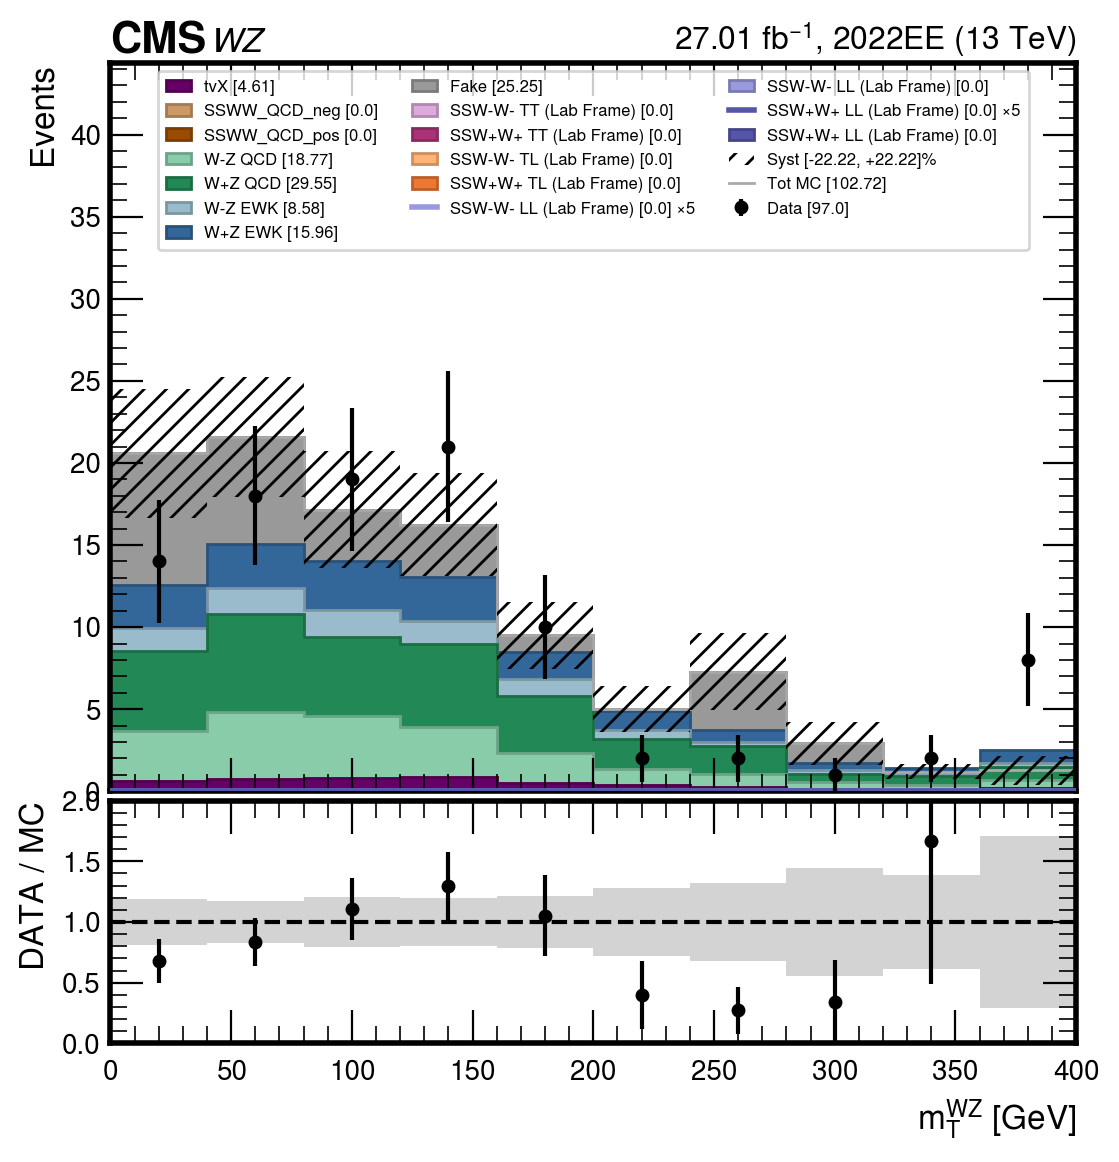 CMS WZ 27.01 fb⁻¹, 2022EE (13 TeV)
Events
tvX [4.61]
SSWW_QCD_neg [0.0]
SSWW_QCD_pos [0.0]
W-Z QCD [18.77]
W+Z QCD [29.55]
W-Z EWK [8.58]
W+Z EWK [15.96]
Fake [25.25]
SSW-W- TT (Lab Frame) [0.0]
SSW+W+ TT (Lab Frame) [0.0]
SSW-W- TL (Lab Frame) [0.0]
SSW+W+ TL (Lab Frame) [0.0]
SSW-W- LL (Lab Frame) [0.0] ×5
SSW-W- LL (Lab Frame) [0.0]
SSW+W+ LL (Lab Frame) [0.0] ×5
SSW+W+ LL (Lab Frame) [0.0]
Syst [-22.22, +22.22]%
Tot MC [102.72]
Data [97.0]
40
35
30
25
20
15
10
5
0
0
DATA / MC
2.0
1.5
1.0
0.5
0.0
0 50 100 150 200 250 300 350 400
m_T^WZ [GeV]